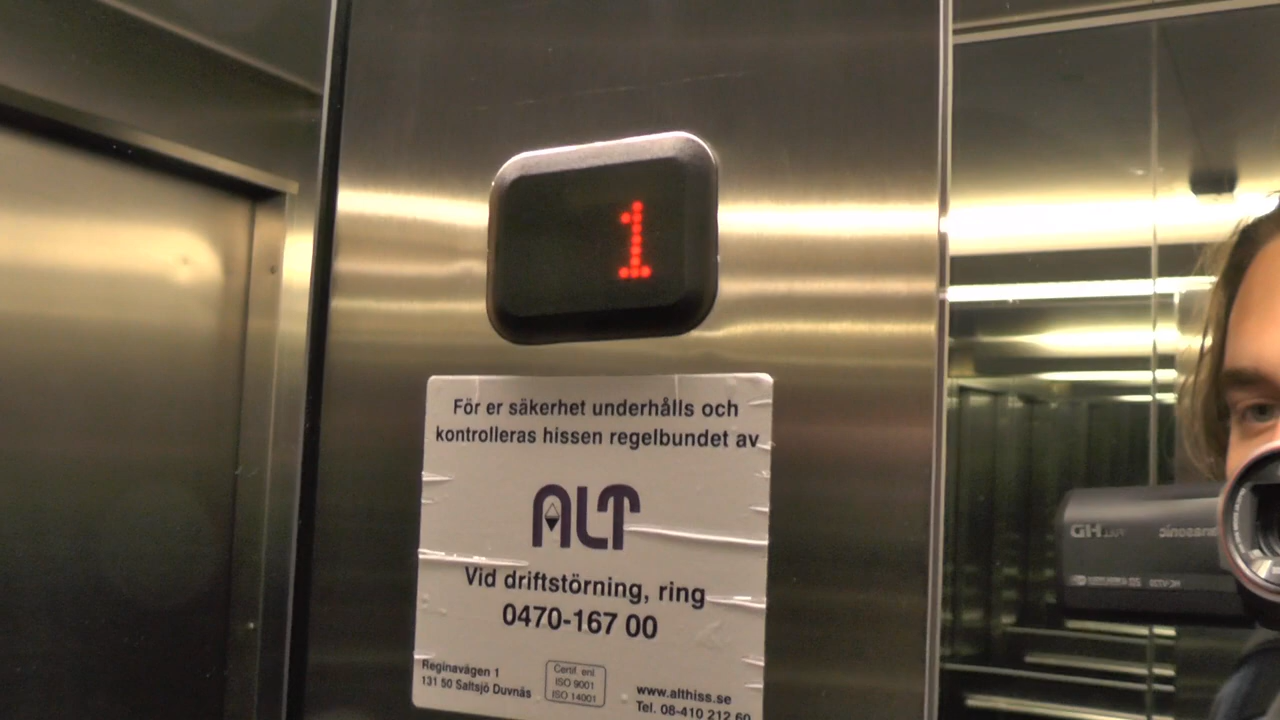 1
För er säkerhet underhålls och
kontrolleras hissen regelbundet av
ALT
Vid driftstörning, ring
0470-167 00
Reginavägen 1
131 50 Saltsjö Duvnäs
Certif. enl
ISO 9001
ISO 14001
www.althiss.se
Tel. 08-410 212 60
Panasonic